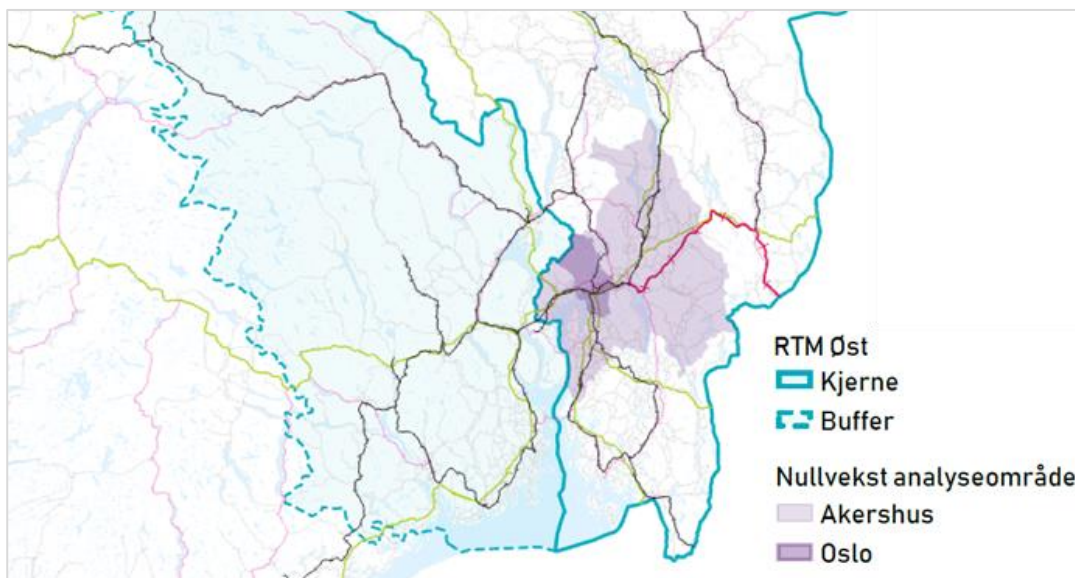 RTM Øst
Kjerne
Buffer
Nullvekst analyseområde
Akershus
Oslo